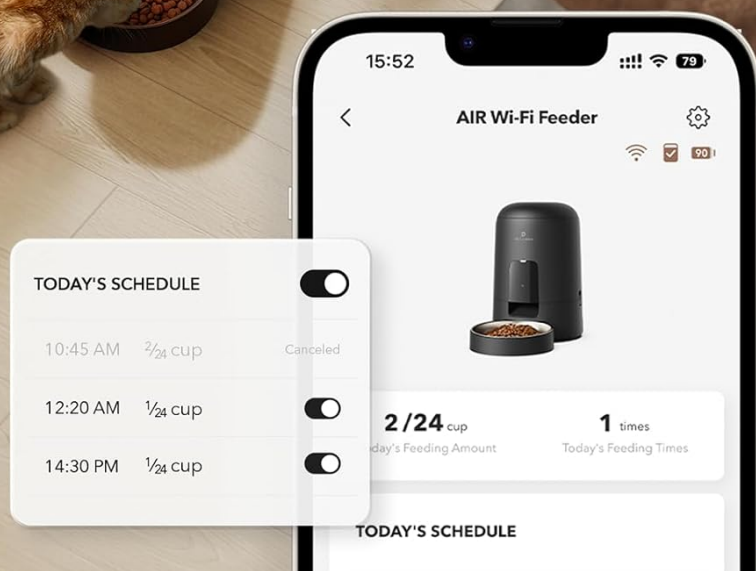 15:52
79
AIR Wi-Fi Feeder
90
TODAY'S SCHEDULE
10:45 AM 2/24 cup Canceled
12:20 AM 1/24 cup
14:30 PM 1/24 cup
2/24 cup
day's Feeding Amount
1 times
Today's Feeding Times
TODAY'S SCHEDULE